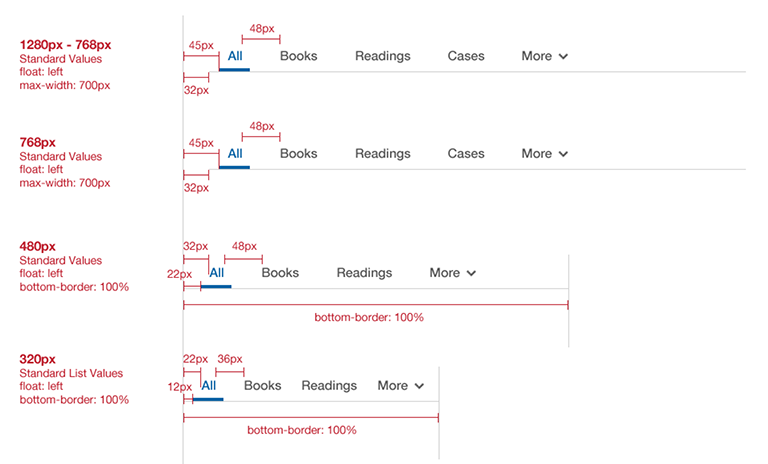 1280px - 768px
Standard Values
float: left
max-width: 700px
45px
48px
All Books Readings Cases More
32px
768px
Standard Values
float: left
max-width: 700px
45px
48px
All Books Readings Cases More
32px
480px
Standard Values
float: left
bottom-border: 100%
32px 48px
22px All Books Readings More
bottom-border: 100%
320px
Standard List Values
float: left
bottom-border: 100%
22px 36px
12px All Books Readings More
bottom-border: 100%